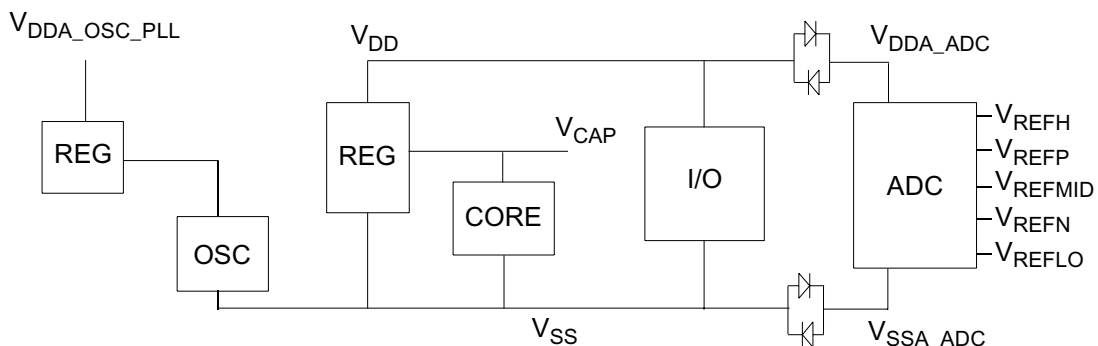 VDDA_OSC_PLL
VDD
VDDA_ADC
REG
REG
VCAP
I/O
ADC
VREFH
VREFP
VREFMID
VREFN
VREFLO
CORE
OSC
VSS
VSSA_ADC